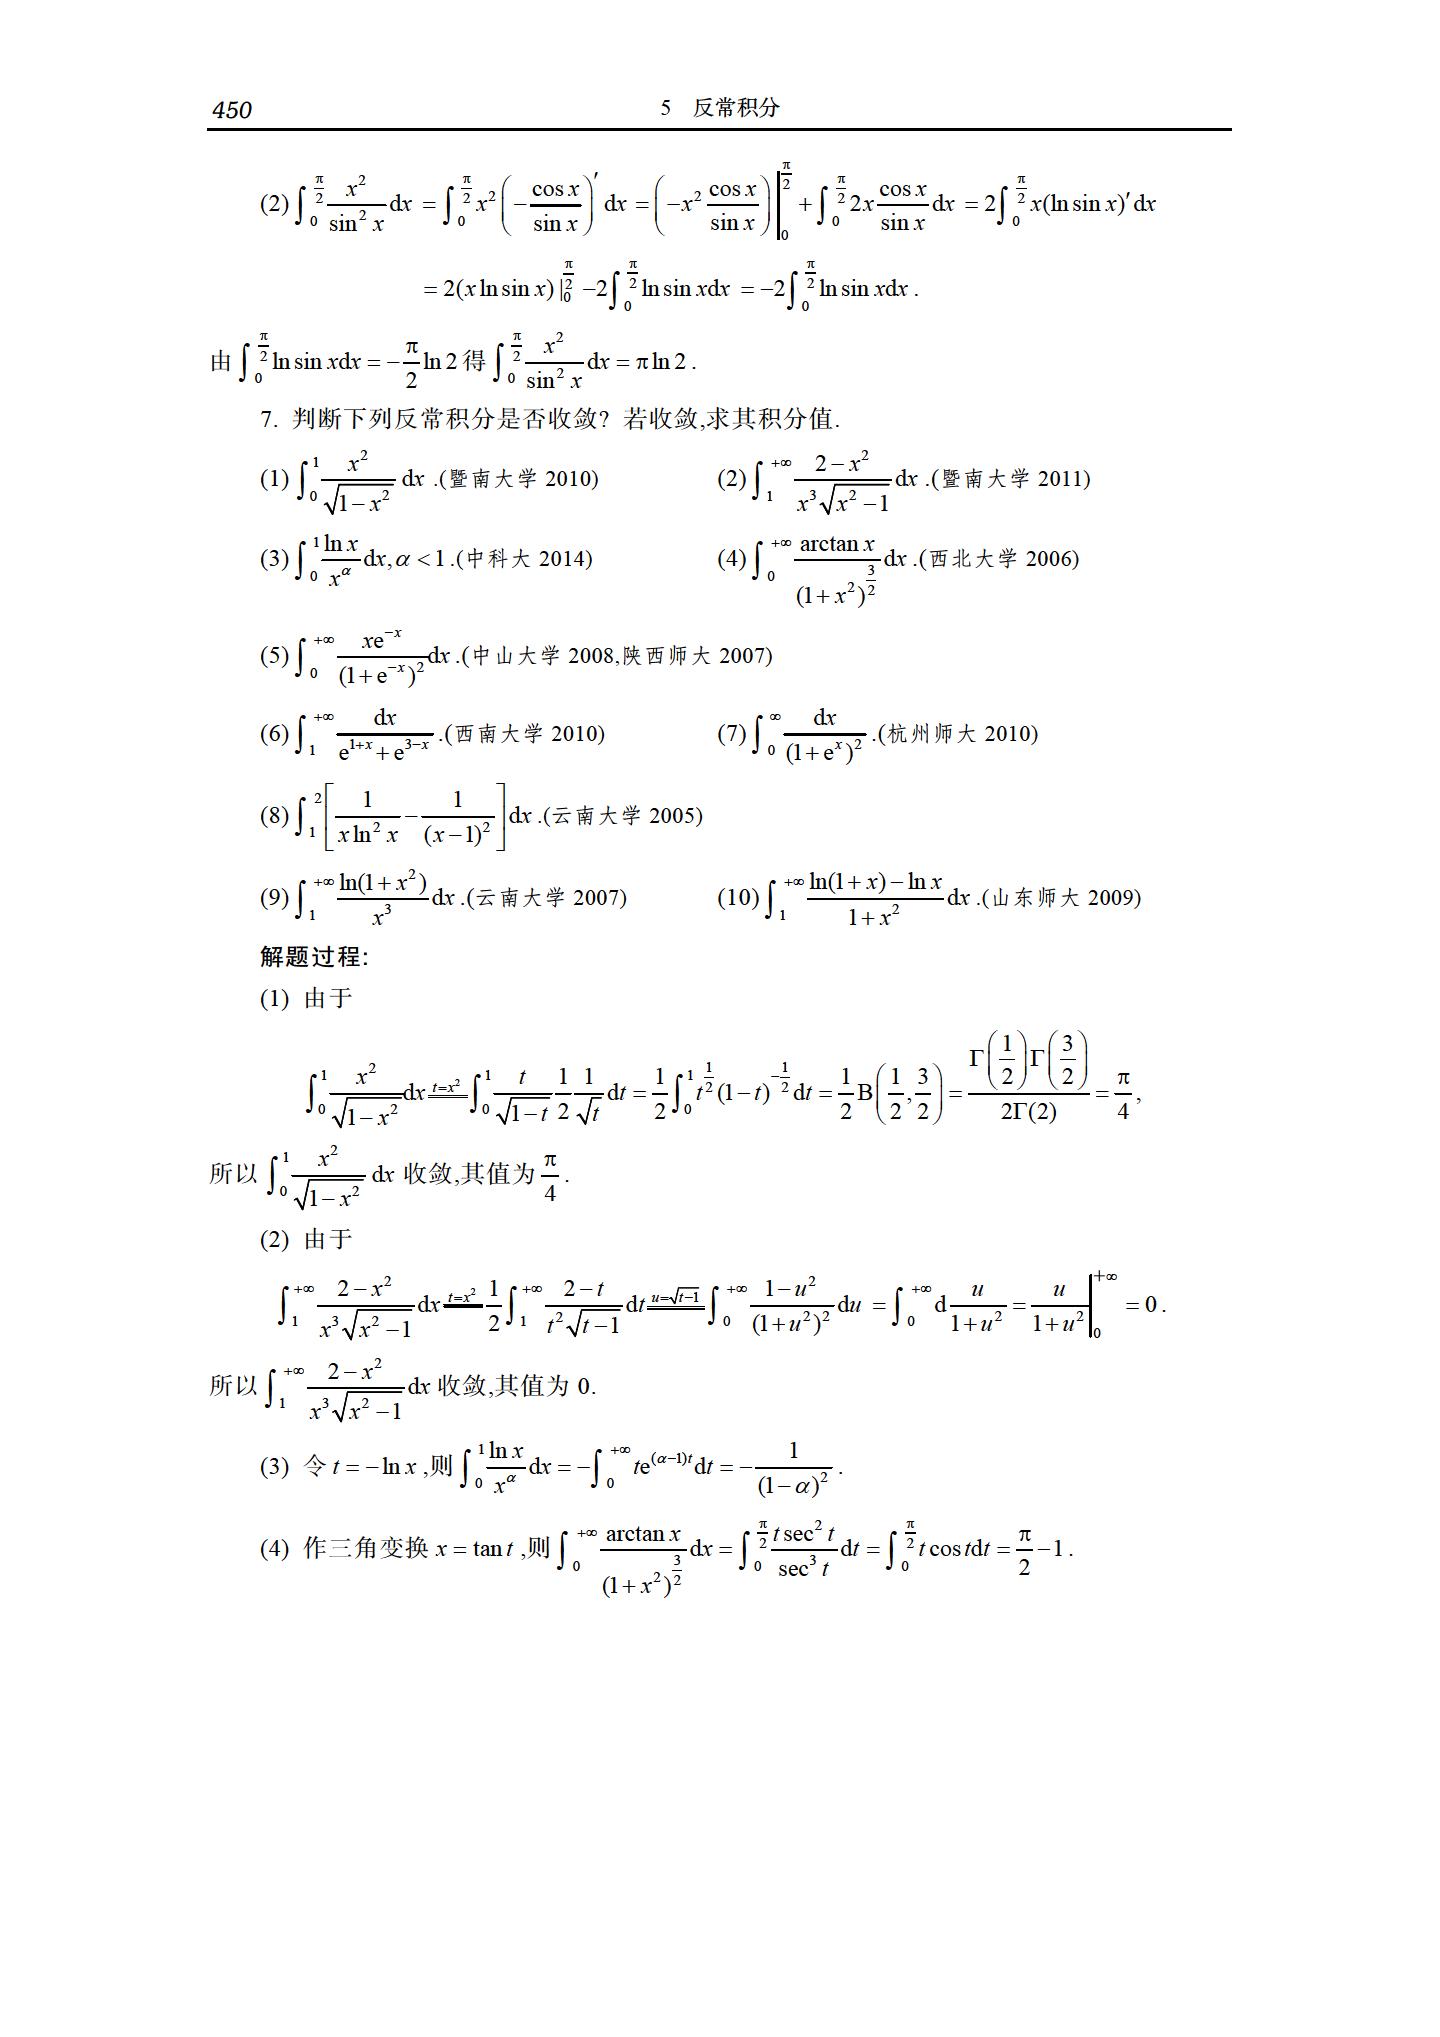 450 5 反常积分
(2) $\int_0^{\frac{\pi}{2}} \frac{x^2}{\sin^2 x} dx = \int_0^{\frac{\pi}{2}} x^2 \left(-\frac{\cos x}{\sin x}\right)' dx = \left.\left(-x^2 \frac{\cos x}{\sin x}\right)\right|_0^{\frac{\pi}{2}} + \int_0^{\frac{\pi}{2}} 2x \frac{\cos x}{\sin x} dx = 2\int_0^{\frac{\pi}{2}} x(\ln \sin x)' dx$
$= 2(x \ln \sin x)|_0^{\frac{\pi}{2}} - 2\int_0^{\frac{\pi}{2}} \ln \sin x dx = -2\int_0^{\frac{\pi}{2}} \ln \sin x dx$ .
由 $\int_0^{\frac{\pi}{2}} \ln \sin x dx = -\frac{\pi}{2} \ln 2$ 得 $\int_0^{\frac{\pi}{2}} \frac{x^2}{\sin^2 x} dx = \pi \ln 2$ .
7. 判断下列反常积分是否收敛? 若收敛,求其积分值.
(1) $\int_0^1 \frac{x^2}{\sqrt{1-x^2}} dx$ .(暨南大学 2010) (2) $\int_1^{+\infty} \frac{2-x^2}{x^3\sqrt{x^2-1}} dx$ .(暨南大学 2011)
(3) $\int_0^1 \frac{\ln x}{x^\alpha} dx, \alpha < 1$ .(中科大 2014) (4) $\int_0^{+\infty} \frac{\arctan x}{(1+x^2)^{\frac{3}{2}}} dx$ .(西北大学 2006)
(5) $\int_0^{+\infty} \frac{xe^{-x}}{(1+e^{-x})^2} dx$ .(中山大学 2008,陕西师大 2007)
(6) $\int_1^{+\infty} \frac{dx}{e^{1+x}+e^{3-x}}$ .(西南大学 2010) (7) $\int_0^{\infty} \frac{dx}{(1+e^x)^2}$ .(杭州师大 2010)
(8) $\int_1^2 \left[\frac{1}{x \ln^2 x} - \frac{1}{(x-1)^2}\right] dx$ .(云南大学 2005)
(9) $\int_1^{+\infty} \frac{\ln(1+x^2)}{x^3} dx$ .(云南大学 2007) (10) $\int_1^{+\infty} \frac{\ln(1+x)-\ln x}{1+x^2} dx$ .(山东师大 2009)
解题过程:
(1) 由于
$\int_0^1 \frac{x^2}{\sqrt{1-x^2}} dx \overset{t=x^2}{=} \int_0^1 \frac{t}{\sqrt{1-t}} \frac{1}{2} \frac{1}{\sqrt{t}} dt = \frac{1}{2} \int_0^1 t^{\frac{1}{2}} (1-t)^{-\frac{1}{2}} dt = \frac{1}{2} B\left(\frac{1}{2}, \frac{3}{2}\right) = \frac{\Gamma\left(\frac{1}{2}\right)\Gamma\left(\frac{3}{2}\right)}{2\Gamma(2)} = \frac{\pi}{4}$ ,
所以 $\int_0^1 \frac{x^2}{\sqrt{1-x^2}} dx$ 收敛,其值为 $\frac{\pi}{4}$ .
(2) 由于
$\int_1^{+\infty} \frac{2-x^2}{x^3\sqrt{x^2-1}} dx \overset{t=x^2}{=} \frac{1}{2} \int_1^{+\infty} \frac{2-t}{t^2\sqrt{t-1}} dt \overset{u=\sqrt{t-1}}{=} \int_0^{+\infty} \frac{1-u^2}{(1+u^2)^2} du = \int_0^{+\infty} d\frac{u}{1+u^2} = \left.\frac{u}{1+u^2}\right|_0^{+\infty} = 0$ .
所以 $\int_1^{+\infty} \frac{2-x^2}{x^3\sqrt{x^2-1}} dx$ 收敛,其值为 0.
(3) 令 $t = -\ln x$ ,则 $\int_0^1 \frac{\ln x}{x^\alpha} dx = -\int_0^{+\infty} te^{(\alpha-1)t} dt = -\frac{1}{(1-\alpha)^2}$ .
(4) 作三角变换 $x = \tan t$ ,则 $\int_0^{+\infty} \frac{\arctan x}{(1+x^2)^{\frac{3}{2}}} dx = \int_0^{\frac{\pi}{2}} \frac{t \sec^2 t}{\sec^3 t} dt = \int_0^{\frac{\pi}{2}} t \cos t dt = \frac{\pi}{2} - 1$ .